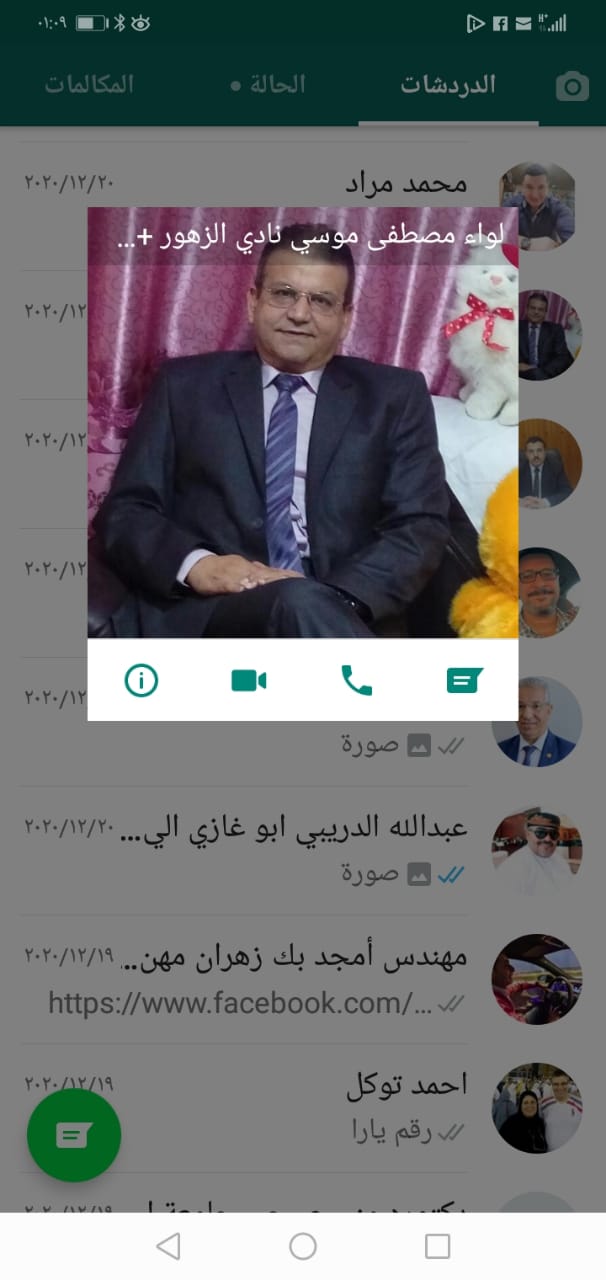 ٠١:٠٩
الدردشات
الحالة
المكالمات
محمد مراد
٢٠٢٠/١٢/٢٠
لواء مصطفى موسي نادي الزهور +...
٢٠٢٠/١٢
٢٠٢٠/١٢
٢٠٢٠/١٢
٢٠٢٠/١٢
صورة
عبدالله الدريبي ابو غازي الي...
٢٠٢٠/١٢/٢٠
صورة
مهندس أمجد بك زهران مهن...
٢٠٢٠/١٢/١٩
https://www.facebook.com/...
احمد توكل
٢٠٢٠/١٢/١٩
رقم يارا
٢٠٢٠/١٢/١٩